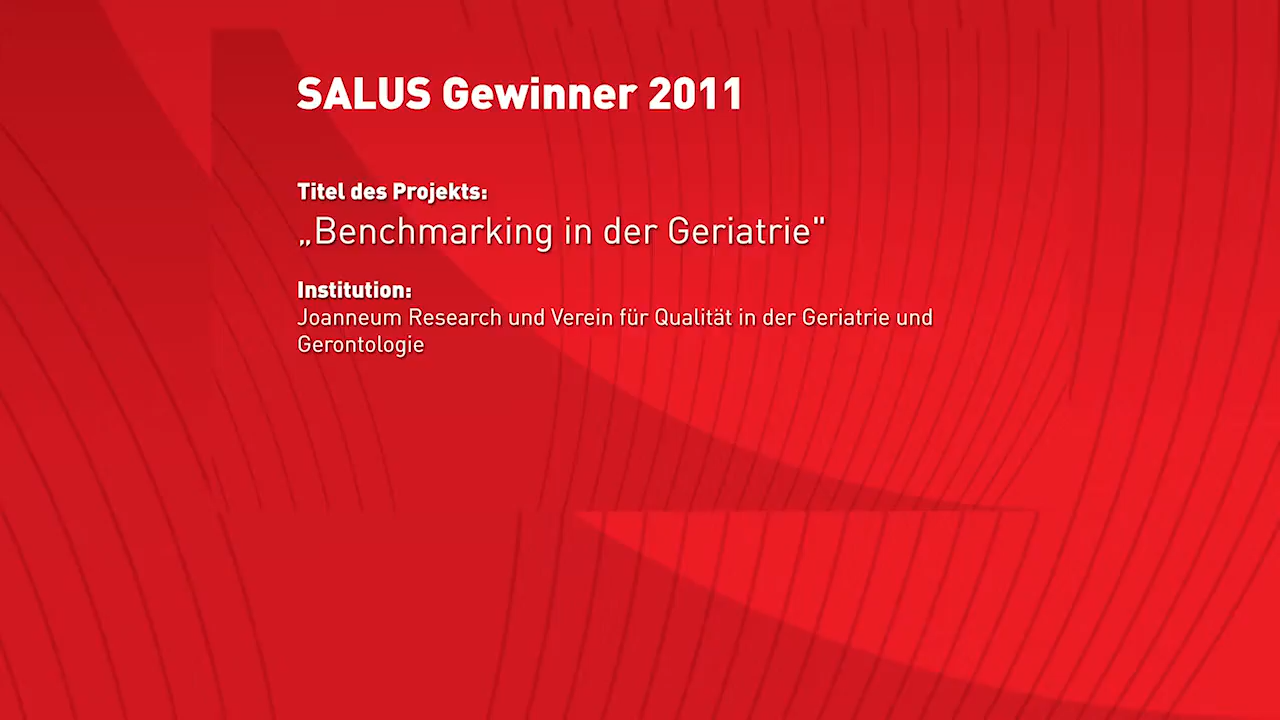 SALUS Gewinner 2011
Titel des Projekts:
„Benchmarking in der Geriatrie"
Institution:
Joanneum Research und Verein für Qualität in der Geriatrie und
Gerontologie